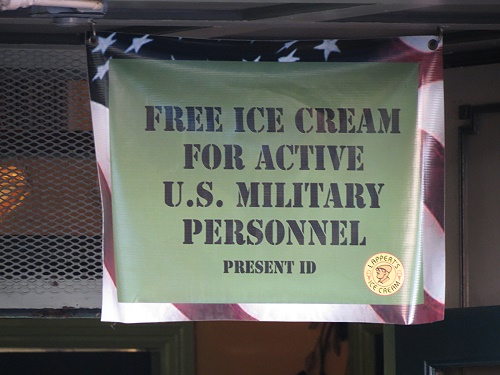 FREE ICE CREAM
FOR ACTIVE
U.S. MILITARY
PERSONNEL
PRESENT ID
LAPPERT'S
ICE CREAM